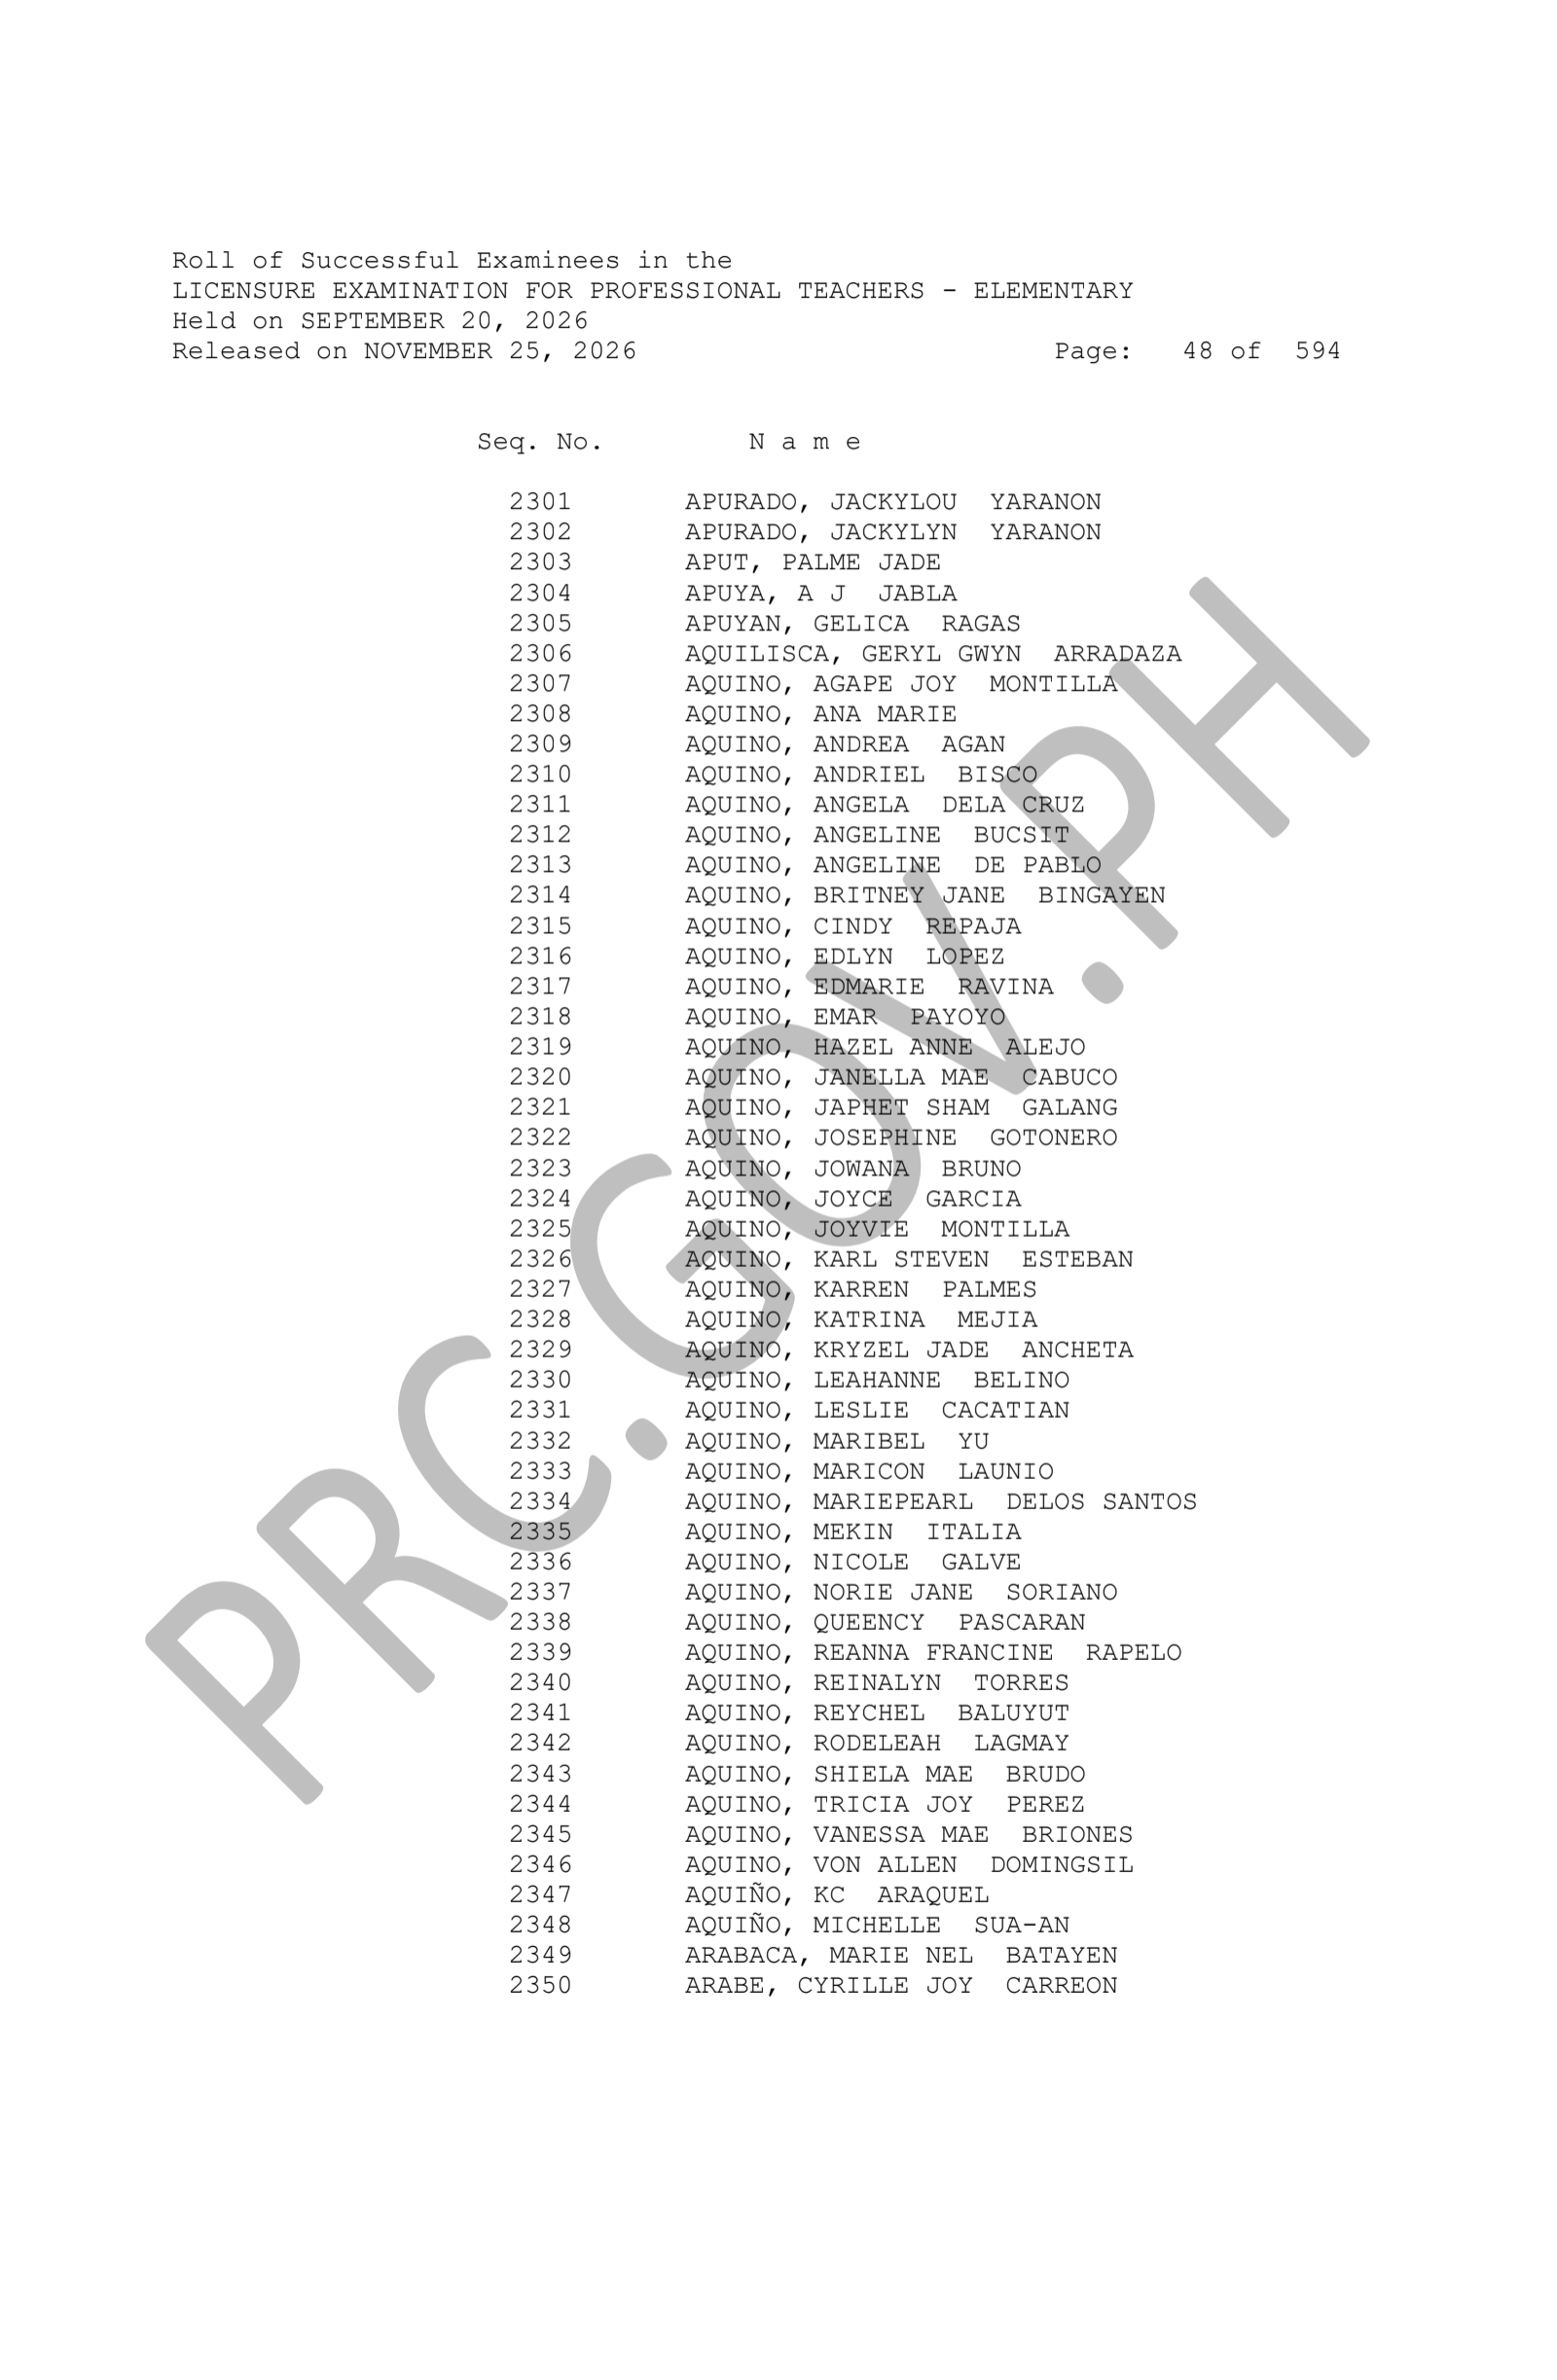 Roll of Successful Examinees in the
LICENSURE EXAMINATION FOR PROFESSIONAL TEACHERS - ELEMENTARY
Held on SEPTEMBER 20, 2026
Released on NOVEMBER 25, 2026 Page: 48 of 594
Seq. No. N a m e
2301 APURADO, JACKYLOU YARANON
2302 APURADO, JACKYLYN YARANON
2303 APUT, PALME JADE
2304 APUYA, A J JABLA
2305 APUYAN, GELICA RAGAS
2306 AQUILISCA, GERYL GWYN ARRADAZA
2307 AQUINO, AGAPE JOY MONTILLA
2308 AQUINO, ANA MARIE
2309 AQUINO, ANDREA AGAN
2310 AQUINO, ANDRIEL BISCO
2311 AQUINO, ANGELA DELA CRUZ
2312 AQUINO, ANGELINE BUCSIT
2313 AQUINO, ANGELINE DE PABLO
2314 AQUINO, BRITNEY JANE BINGAYEN
2315 AQUINO, CINDY REPAJA
2316 AQUINO, EDLYN LOPEZ
2317 AQUINO, EDMARIE RAVINA
2318 AQUINO, EMAR PAYOYO
2319 AQUINO, HAZEL ANNE ALEJO
2320 AQUINO, JANELLA MAE CABUCO
2321 AQUINO, JAPHET SHAM GALANG
2322 AQUINO, JOSEPHINE GOTONERO
2323 AQUINO, JOWANA BRUNO
2324 AQUINO, JOYCE GARCIA
2325 AQUINO, JOYVIE MONTILLA
2326 AQUINO, KARL STEVEN ESTEBAN
2327 AQUINO, KARREN PALMES
2328 AQUINO, KATRINA MEJIA
2329 AQUINO, KRYZEL JADE ANCHETA
2330 AQUINO, LEAHANNE BELINO
2331 AQUINO, LESLIE CACATIAN
2332 AQUINO, MARIBEL YU
2333 AQUINO, MARICON LAUNIO
2334 AQUINO, MARIEPEARL DELOS SANTOS
2335 AQUINO, MEKIN ITALIA
2336 AQUINO, NICOLE GALVE
2337 AQUINO, NORIE JANE SORIANO
2338 AQUINO, QUEENCY PASCARAN
2339 AQUINO, REANNA FRANCINE RAPELO
2340 AQUINO, REINALYN TORRES
2341 AQUINO, REYCHEL BALUYUT
2342 AQUINO, RODELEAH LAGMAY
2343 AQUINO, SHIELA MAE BRUDO
2344 AQUINO, TRICIA JOY PEREZ
2345 AQUINO, VANESSA MAE BRIONES
2346 AQUINO, VON ALLEN DOMINGSIL
2347 AQUIÑO, KC ARAQUEL
2348 AQUIÑO, MICHELLE SUA-AN
2349 ARABACA, MARIE NEL BATAYEN
2350 ARABE, CYRILLE JOY CARREON
PRC.GOV.PH